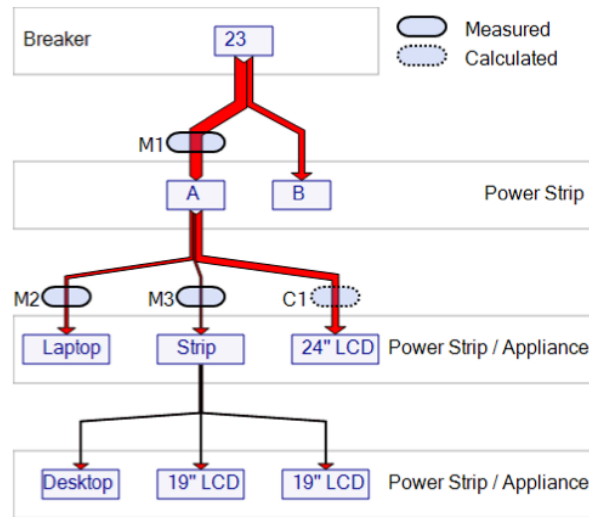 Breaker
23
Measured
Calculated
M1
A
B
Power Strip
M2
M3
C1
Laptop
Strip
24" LCD
Power Strip / Appliance
Desktop
19" LCD
19" LCD
Power Strip / Appliance